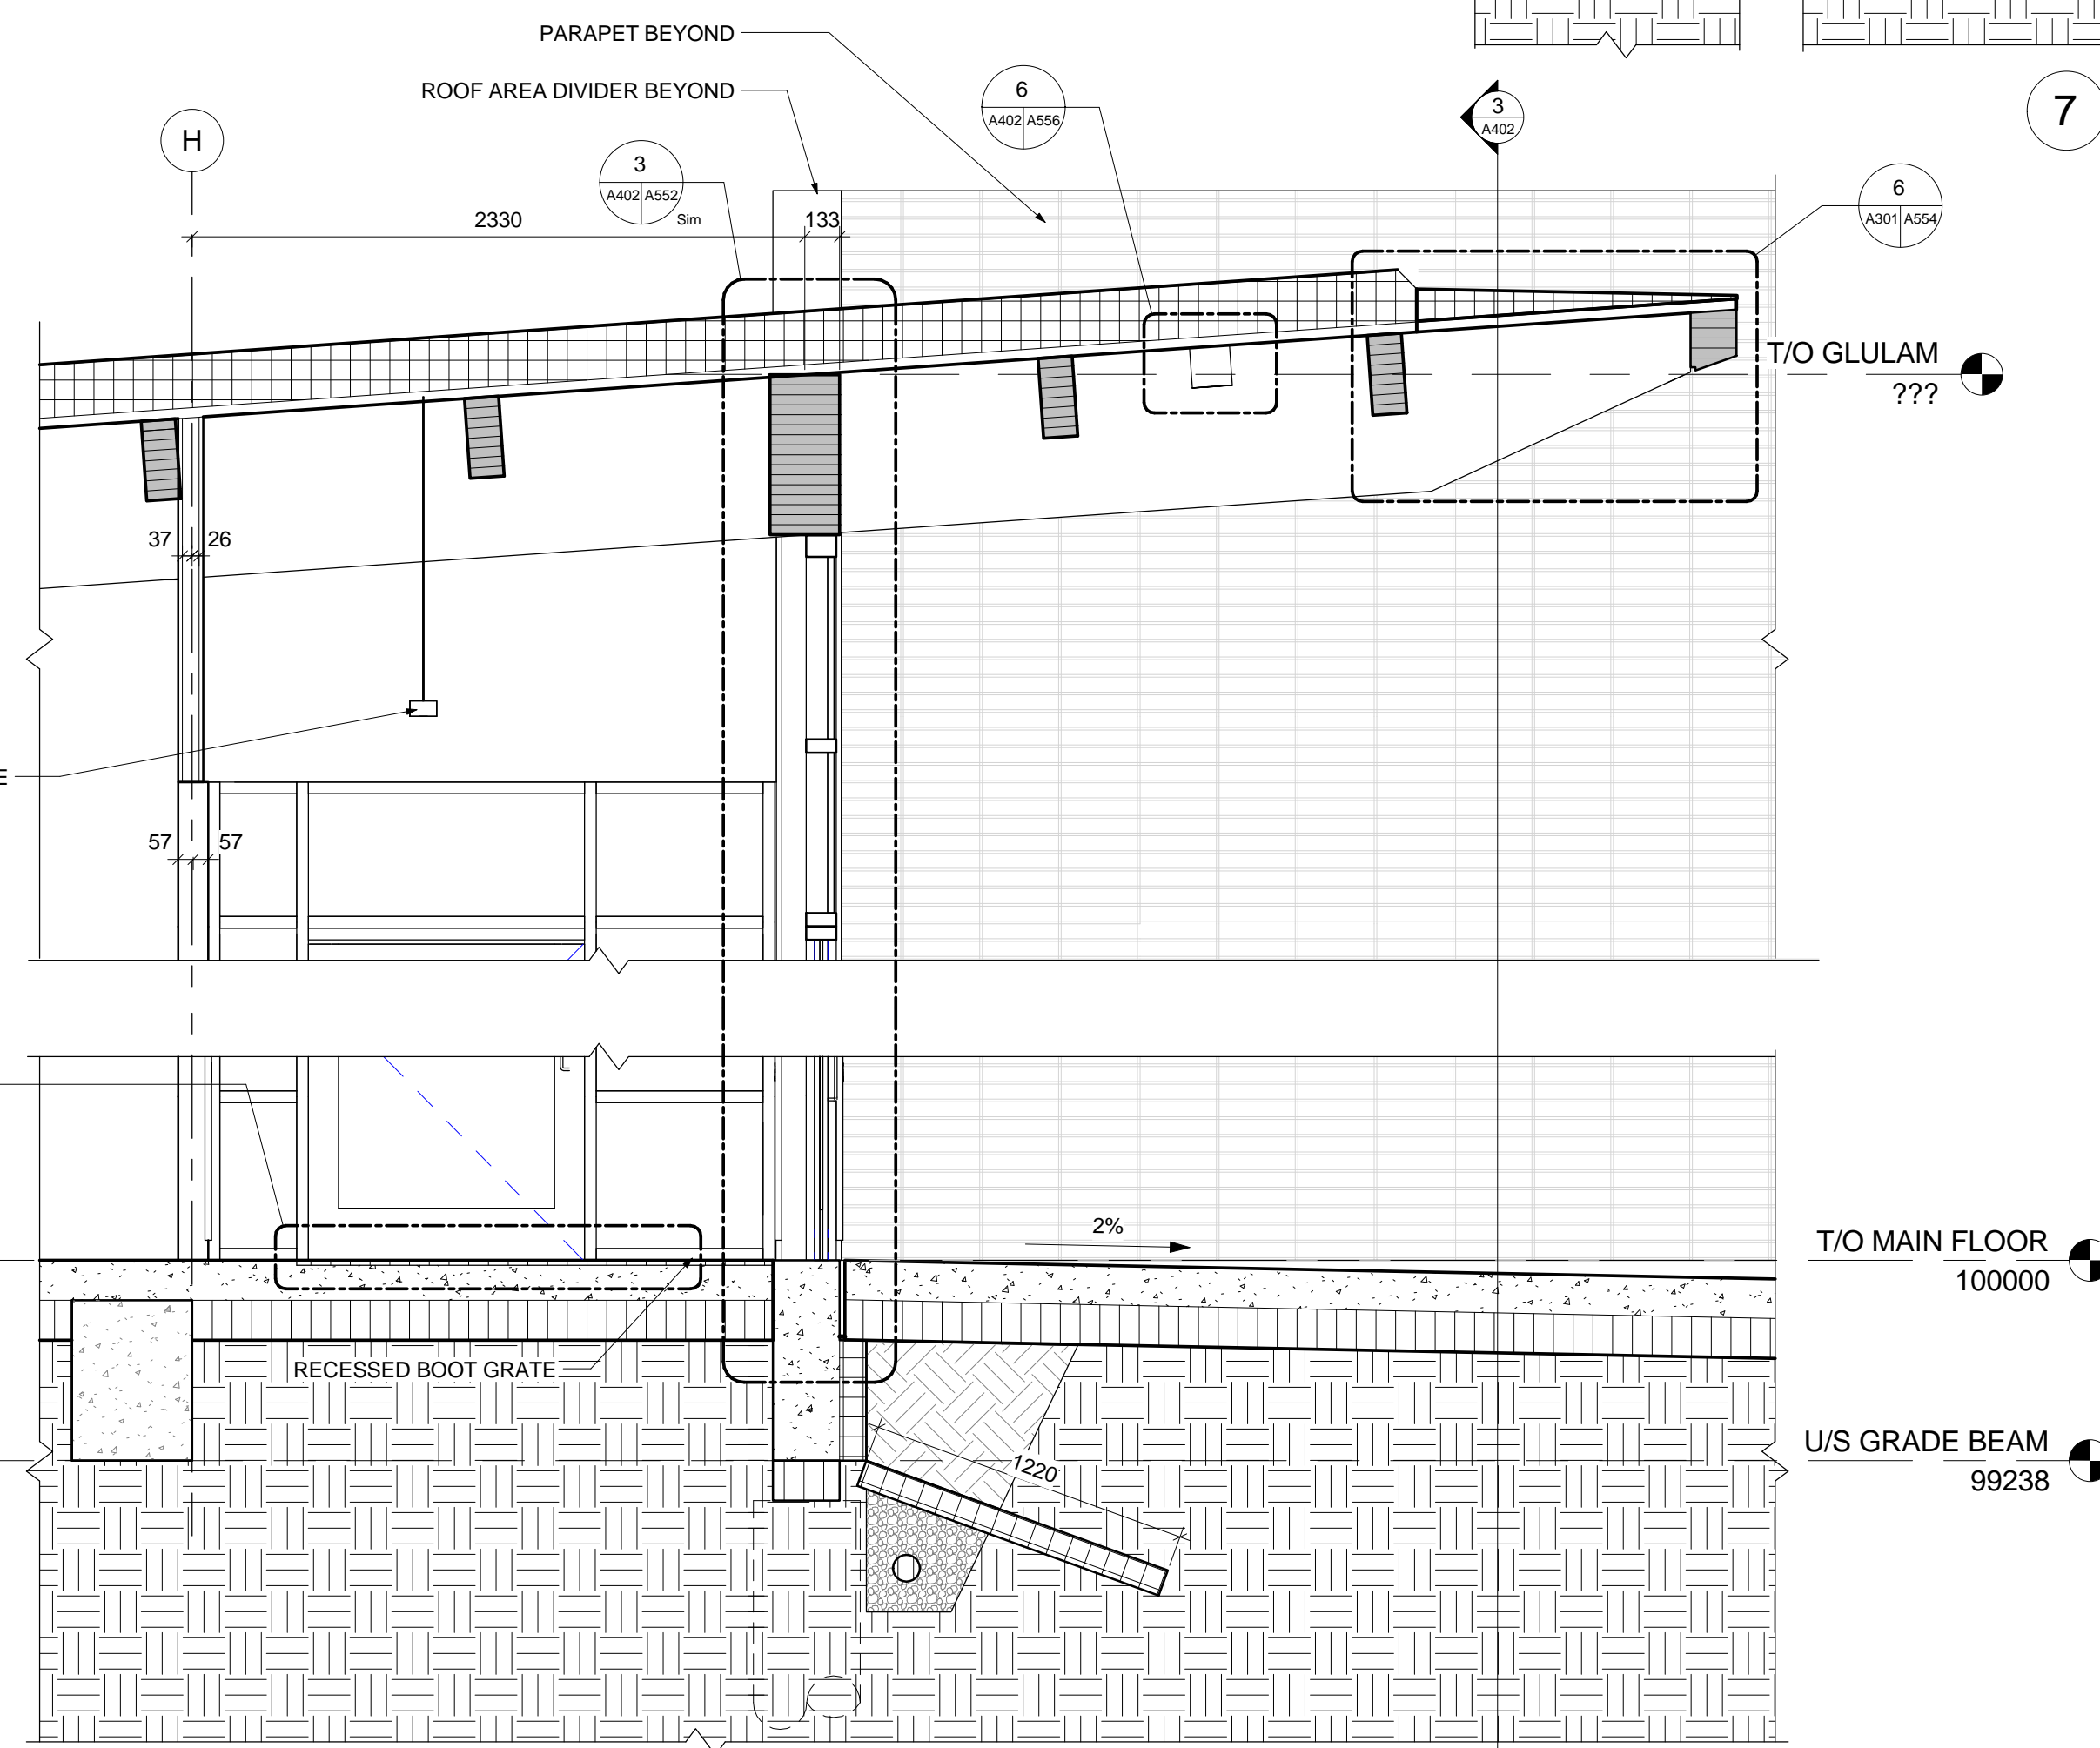 PARAPET BEYOND
ROOF AREA DIVIDER BEYOND
6
A402 A556
3
A402
7
H
3
A402 A552
Sim
6
A301 A554
2330
133
T/O GLULAM
???
37
26
E
57
57
2%
T/O MAIN FLOOR
100000
RECESSED BOOT GRATE
1220
U/S GRADE BEAM
99238